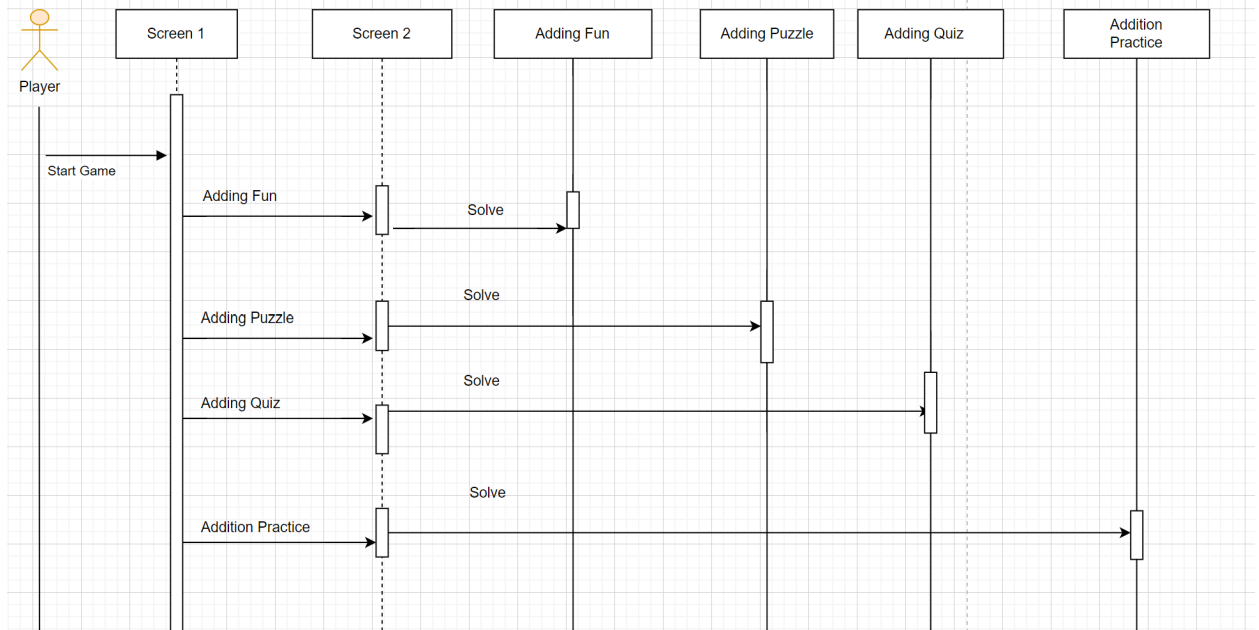 Screen 1
Screen 2
Adding Fun
Adding Puzzle
Adding Quiz
Addition
Practice
Player
Start Game
Adding Fun
Solve
Solve
Adding Puzzle
Solve
Adding Quiz
Solve
Addition Practice